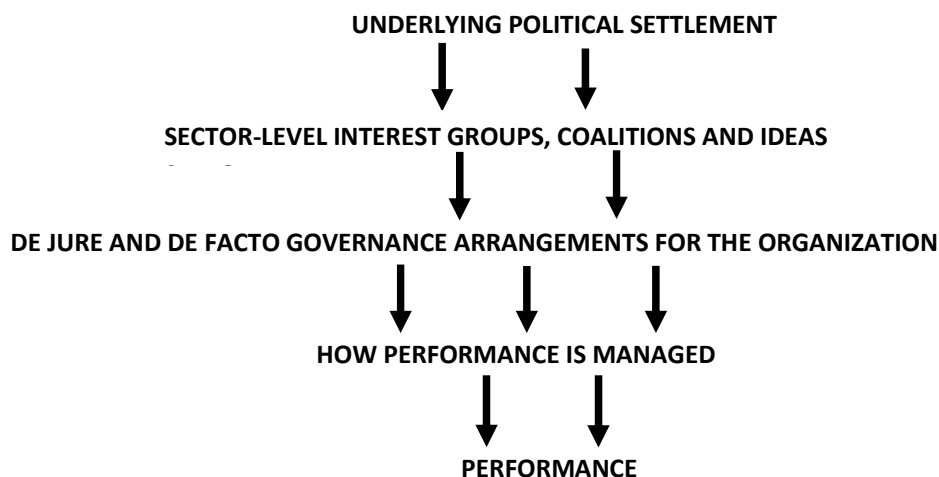 UNDERLYING POLITICAL SETTLEMENT
SECTOR-LEVEL INTEREST GROUPS, COALITIONS AND IDEAS
DE JURE AND DE FACTO GOVERNANCE ARRANGEMENTS FOR THE ORGANIZATION
HOW PERFORMANCE IS MANAGED
PERFORMANCE